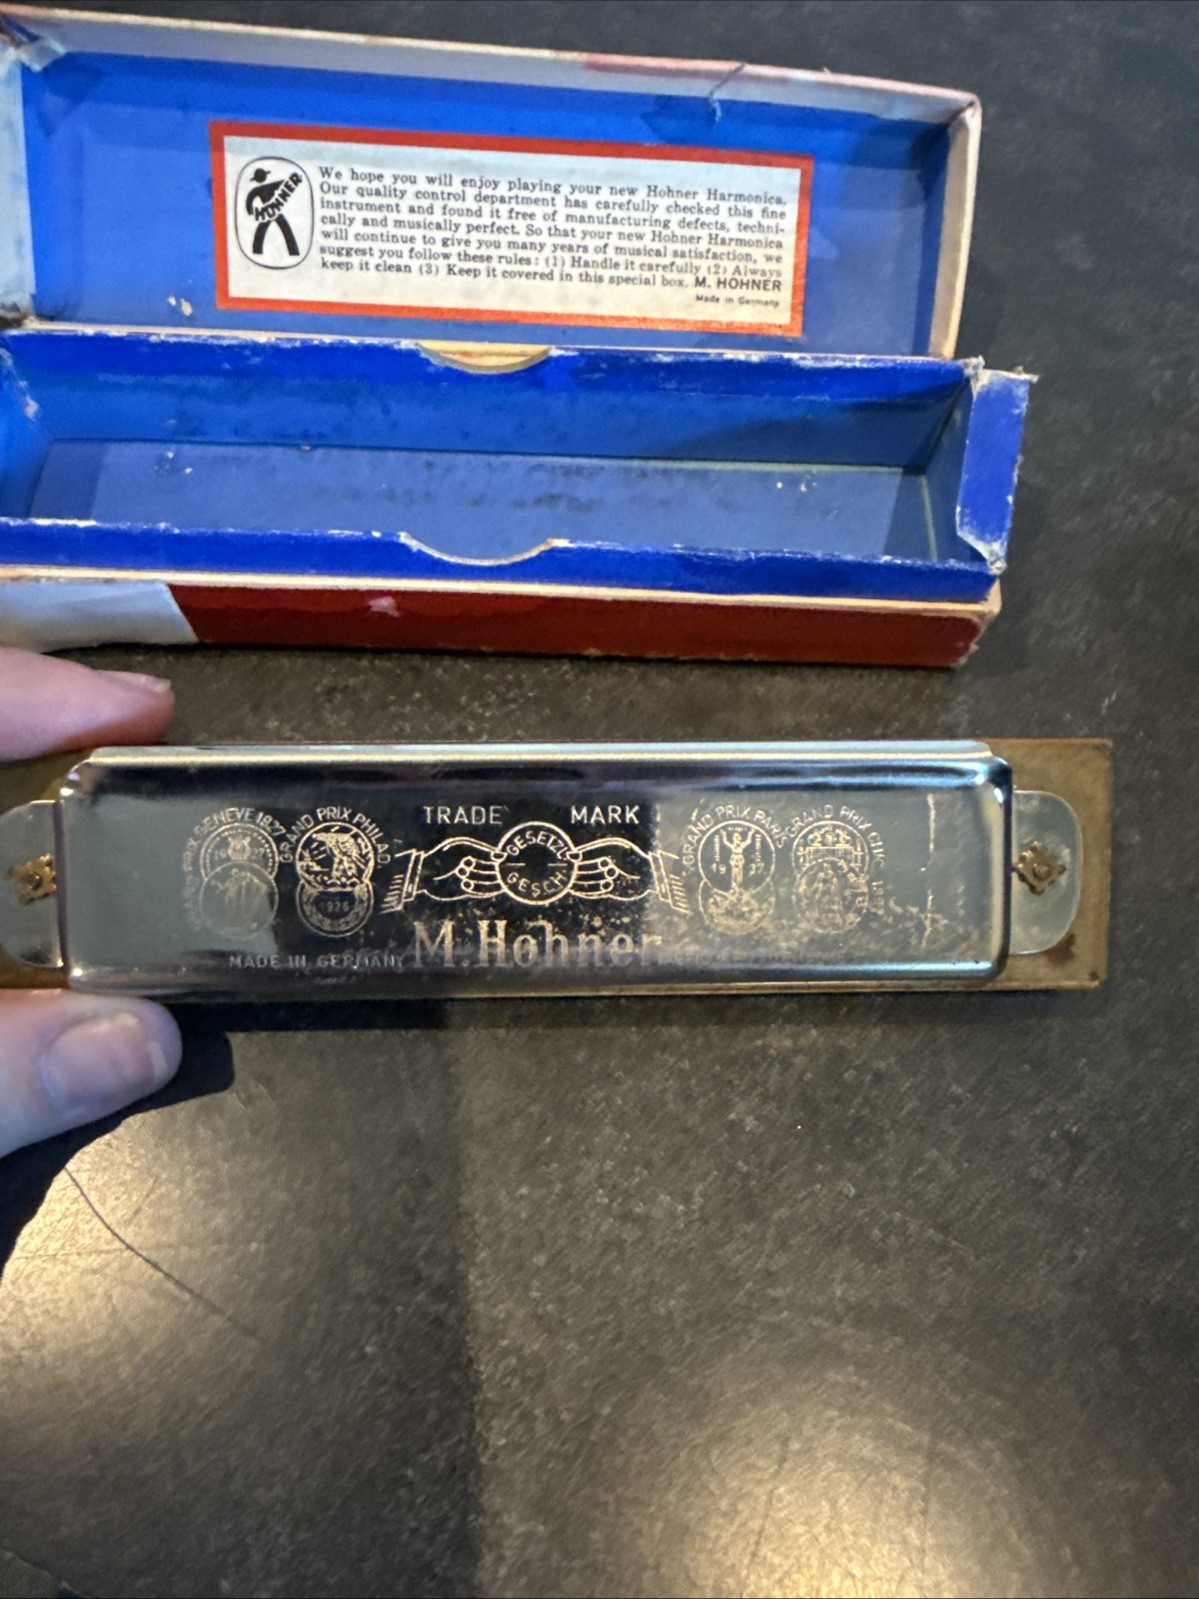 HOHNER
We hope you will enjoy playing your new Hohner Harmonica.
Our quality control department has carefully checked this fine
instrument and found it free of manufacturing defects, techni-
cally and musically perfect. So that your new Hohner Harmonica
will continue to give you many years of musical satisfaction, we
suggest you follow these rules: (1) Handle it carefully (2) Always
keep it clean (3) Keep it covered in this special box. M. HOHNER
Made in Germany
TRADE MARK
GENEVE 1927
1927
GRAND PRIX PHILAD
1926
GESETZL
GESCH.
GRAND PRIX PARIS
1937
GRAND PRIX CHIC
M. Hohner
MADE IN GERMANY